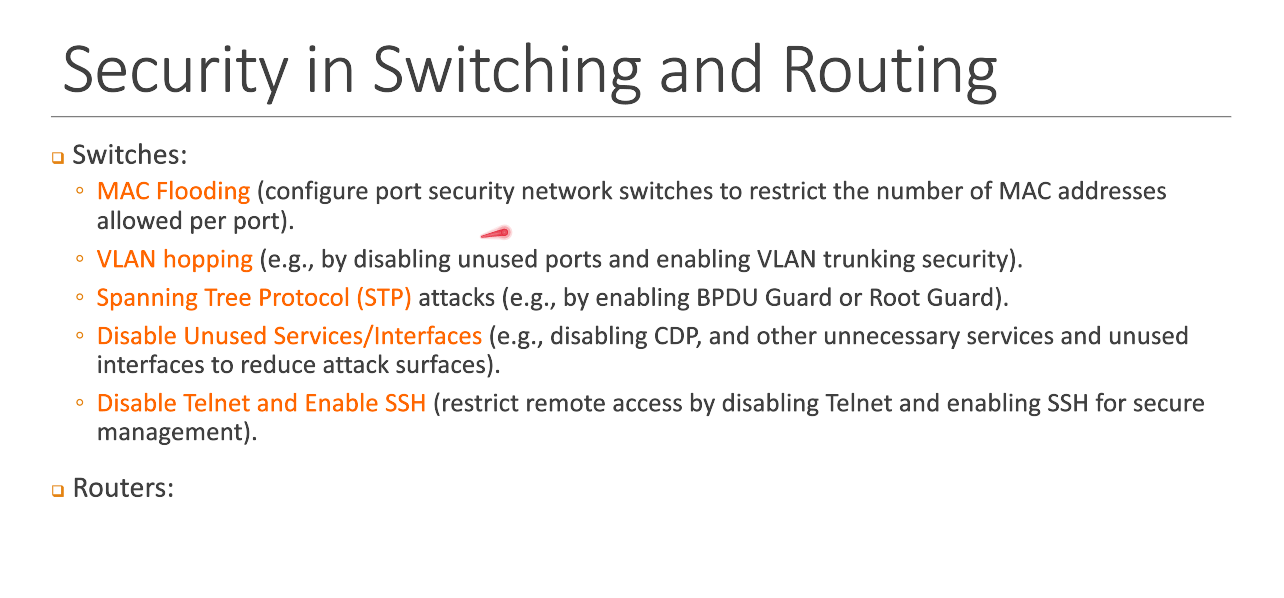 Security in Switching and Routing
Switches:
MAC Flooding (configure port security network switches to restrict the number of MAC addresses
allowed per port).
VLAN hopping (e.g., by disabling unused ports and enabling VLAN trunking security).
Spanning Tree Protocol (STP) attacks (e.g., by enabling BPDU Guard or Root Guard).
Disable Unused Services/Interfaces (e.g., disabling CDP, and other unnecessary services and unused
interfaces to reduce attack surfaces).
Disable Telnet and Enable SSH (restrict remote access by disabling Telnet and enabling SSH for secure
management).
Routers: